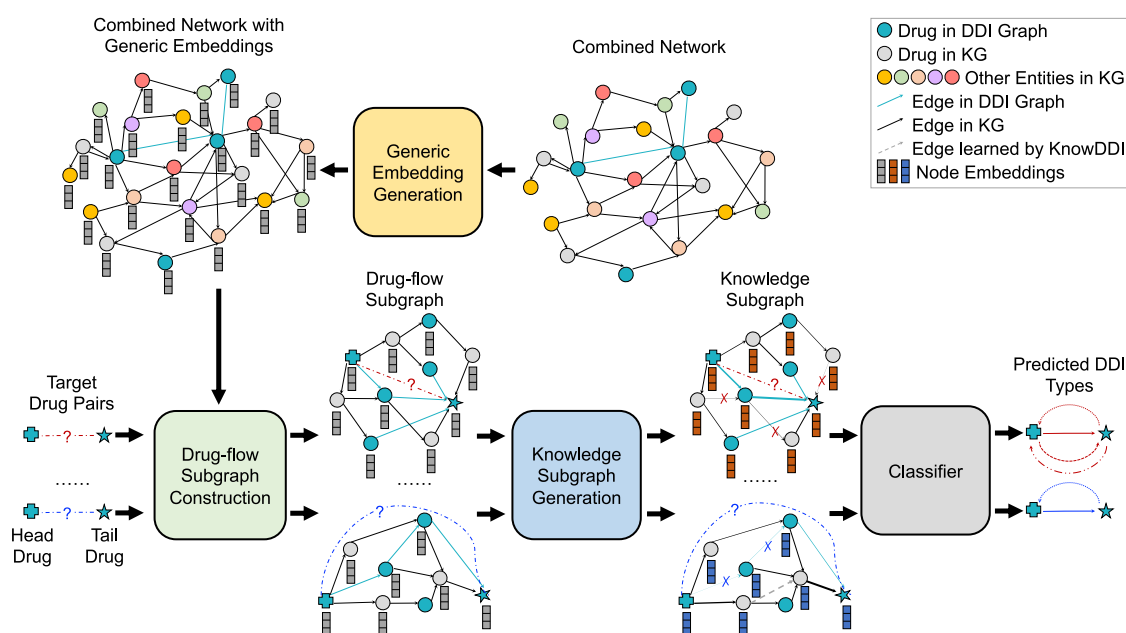 Combined Network with
Generic Embeddings
Combined Network
Drug in DDI Graph
Drug in KG
Other Entities in KG
Edge in DDI Graph
Edge in KG
Edge learned by KnowDDI
Node Embeddings
Generic
Embedding
Generation
Drug-flow
Subgraph
Knowledge
Subgraph
Target
Drug Pairs
Predicted DDI
Types
?
?
?
X
X
X
Drug-flow
Subgraph
Construction
Knowledge
Subgraph
Generation
Classifier
......
......
......
?
?
?
X
X
Head
Drug
Tail
Drug